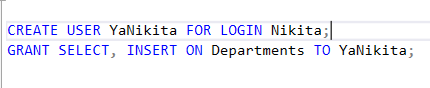 CREATE USER YaNikita FOR LOGIN Nikita;
GRANT SELECT, INSERT ON Departments TO YaNikita;